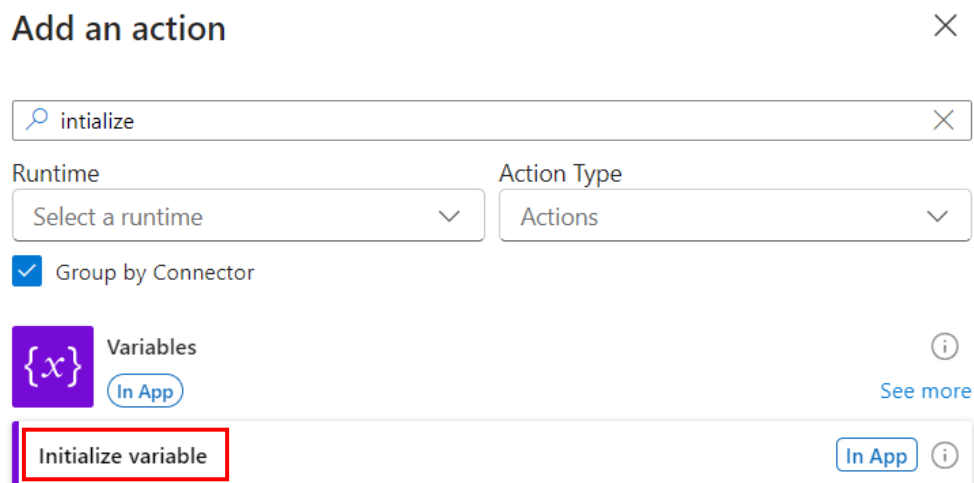 Add an action
intialize
Runtime
Action Type
Select a runtime
Actions
Group by Connector
{x}
Variables
In App
See more
Initialize variable
In App